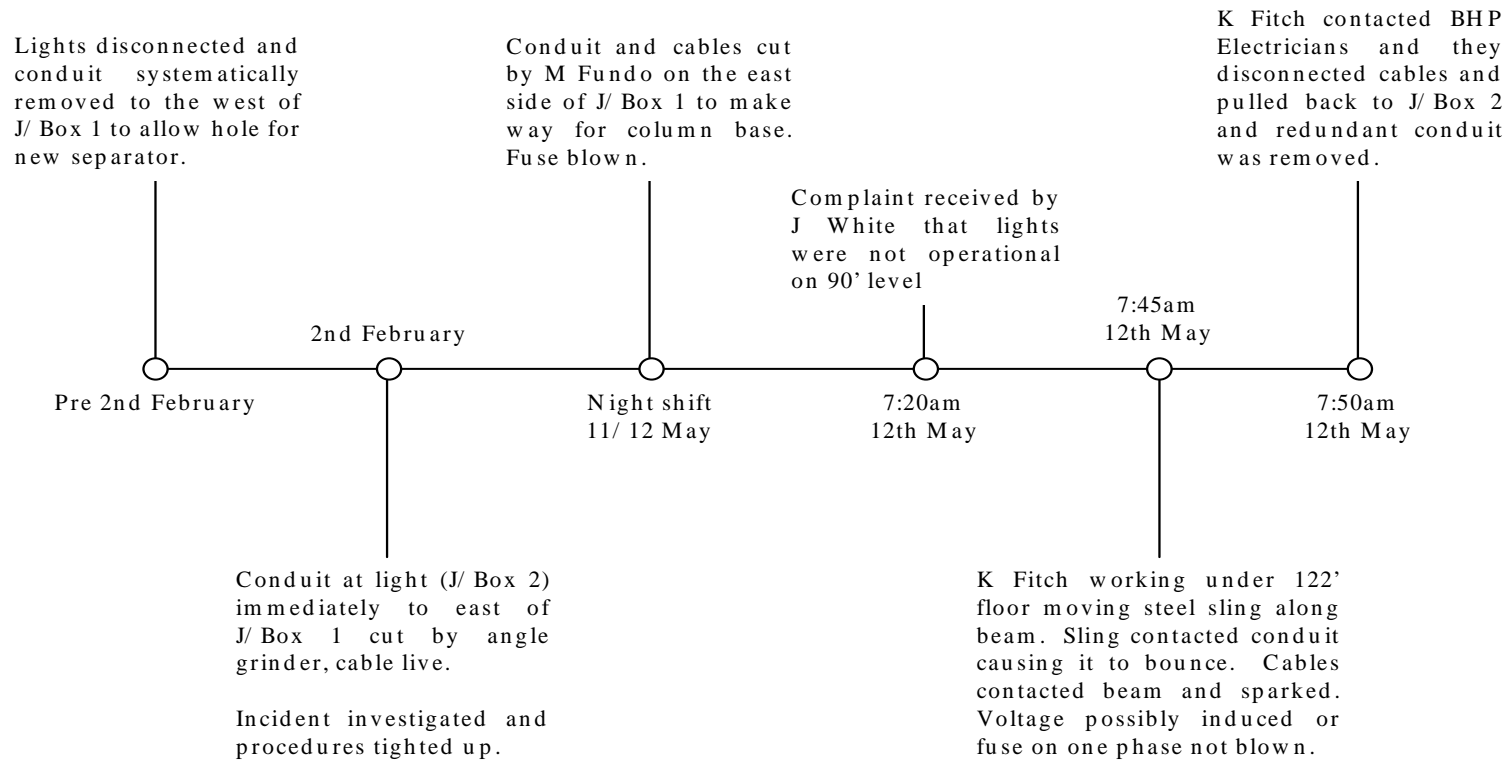 Lights disconnected and
conduit systematically
removed to the west of
J/ Box 1 to allow hole for
new separator.
Pre 2nd February
2nd February
Conduit at light (J/ Box 2)
immediately to east of
J/ Box 1 cut by angle
grinder, cable live.
Incident investigated and
procedures tighted up.
Conduit and cables cut
by M Fundo on the east
side of J/ Box 1 to make
way for column base.
Fuse blown.
Night shift
11/ 12 May
Complaint received by
J White that lights
were not operational
on 90’ level
7:20am
12th May
7:45am
12th May
K Fitch working under 122’
floor moving steel sling along
beam. Sling contacted conduit
causing it to bounce. Cables
contacted beam and sparked.
Voltage possibly induced or
fuse on one phase not blown.
K Fitch contacted BHP
Electricians and they
disconnected cables and
pulled back to J/ Box 2
and redundant conduit
was removed.
7:50am
12th May